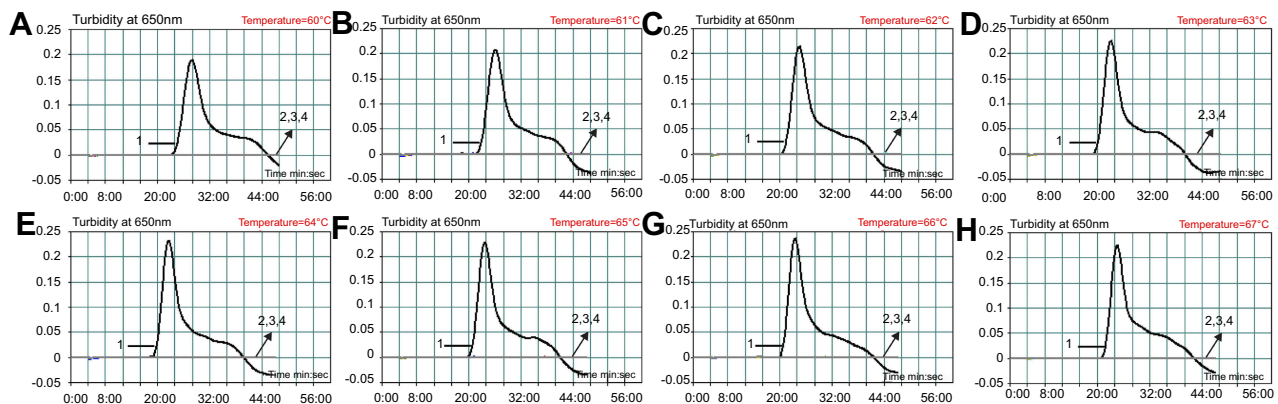 A
Turbidity at 650nm
Temperature=60°C
0.25
0.2
0.15
0.1
0.05
0
-0.05
1
2,3,4
Time min:sec
0:00 8:00 20:00 32:00 44:00 56:00
B
Turbidity at 650nm
Temperature=61°C
0.25
0.2
0.15
0.1
0.05
0
-0.05
1
2,3,4
Time min:sec
0:00 8:00 20:00 32:00 44:00 56:00
C
Turbidity at 650nm
Temperature=62°C
0.25
0.2
0.15
0.1
0.05
0
-0.05
1
2,3,4
Time min:sec
0:00 8:00 20:00 32:00 44:00 56:00
D
Turbidity at 650nm
Temperature=63°C
0.25
0.2
0.15
0.1
0.05
0
-0.05
1
2,3,4
Time min:sec
0:00 8:00 20:00 32:00 44:00 56:00
E
Turbidity at 650nm
Temperature=64°C
0.25
0.2
0.15
0.1
0.05
0
-0.05
1
2,3,4
Time min:sec
0:00 8:00 20:00 32:00 44:00 56:00
F
Turbidity at 650nm
Temperature=65°C
0.25
0.2
0.15
0.1
0.05
0
-0.05
1
2,3,4
Time min:sec
0:00 8:00 20:00 32:00 44:00 56:00
G
Turbidity at 650nm
Temperature=66°C
0.25
0.2
0.15
0.1
0.05
0
-0.05
1
2,3,4
Time min:sec
0:00 8:00 20:00 32:00 44:00 56:00
H
Turbidity at 650nm
Temperature=67°C
0.25
0.2
0.15
0.1
0.05
0
-0.05
1
2,3,4
Time min:sec
0:00 8:00 20:00 32:00 44:00 56:00